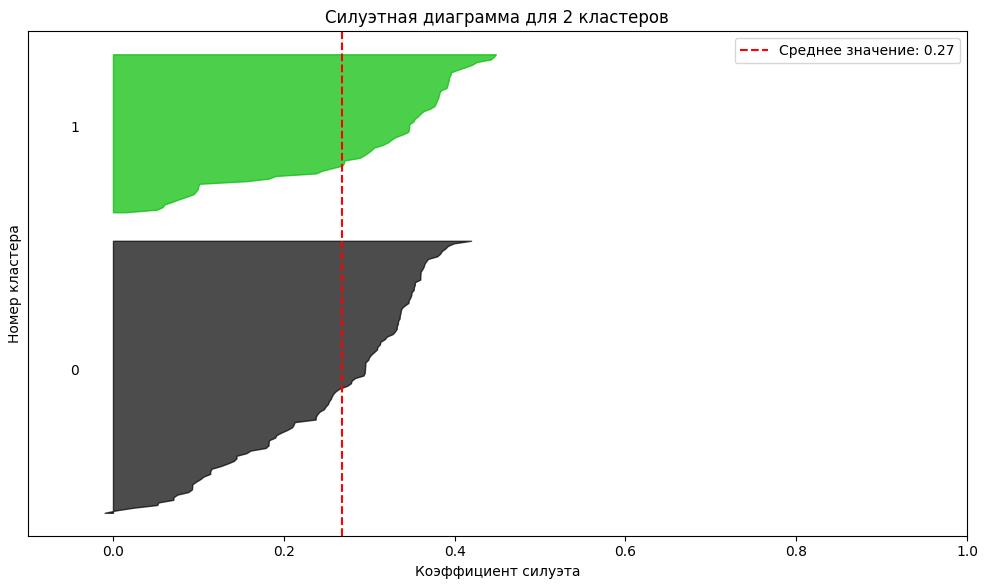 Силуэтная диаграмма для 2 кластеров
Среднее значение: 0.27
1
0
Номер кластера
0.0 0.2 0.4 0.6 0.8 1.0
Коэффициент силуэта